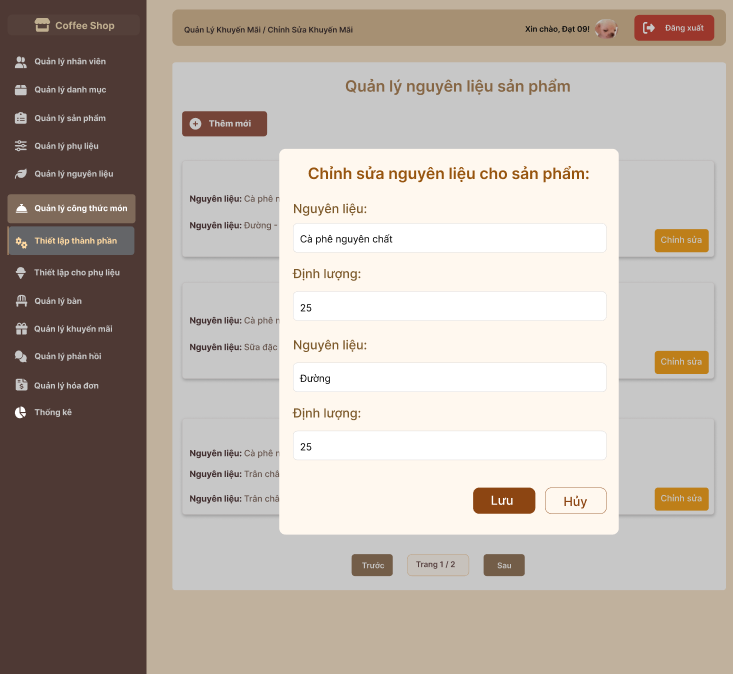 Coffee Shop
Quản lý nhân viên
Quản lý danh mục
Quản lý sản phẩm
Quản lý phụ liệu
Quản lý nguyên liệu
Quản lý công thức món
Thiết lập thành phần
Thiết lập cho phụ liệu
Quản lý bàn
Quản lý khuyến mãi
Quản lý phản hồi
Quản lý hóa đơn
Thống kê
Quản Lý Khuyến Mãi / Chỉnh Sửa Khuyến Mãi
Xin chào, Đạt 09!
Đăng xuất
Quản lý nguyên liệu sản phẩm
Thêm mới
Nguyên liệu: Cà phê n
Nguyên liệu: Đường -
Chỉnh sửa
Nguyên liệu: Cà phê n
Nguyên liệu: Sữa đặc
Chỉnh sửa
Nguyên liệu: Cà phê n
Nguyên liệu: Trân châ
Nguyên liệu: Trân châ
Chỉnh sửa
Chỉnh sửa nguyên liệu cho sản phẩm:
Nguyên liệu:
Cà phê nguyên chất
Định lượng:
25
Nguyên liệu:
Đường
Định lượng:
25
Lưu
Hủy
Trước
Trang 1 / 2
Sau